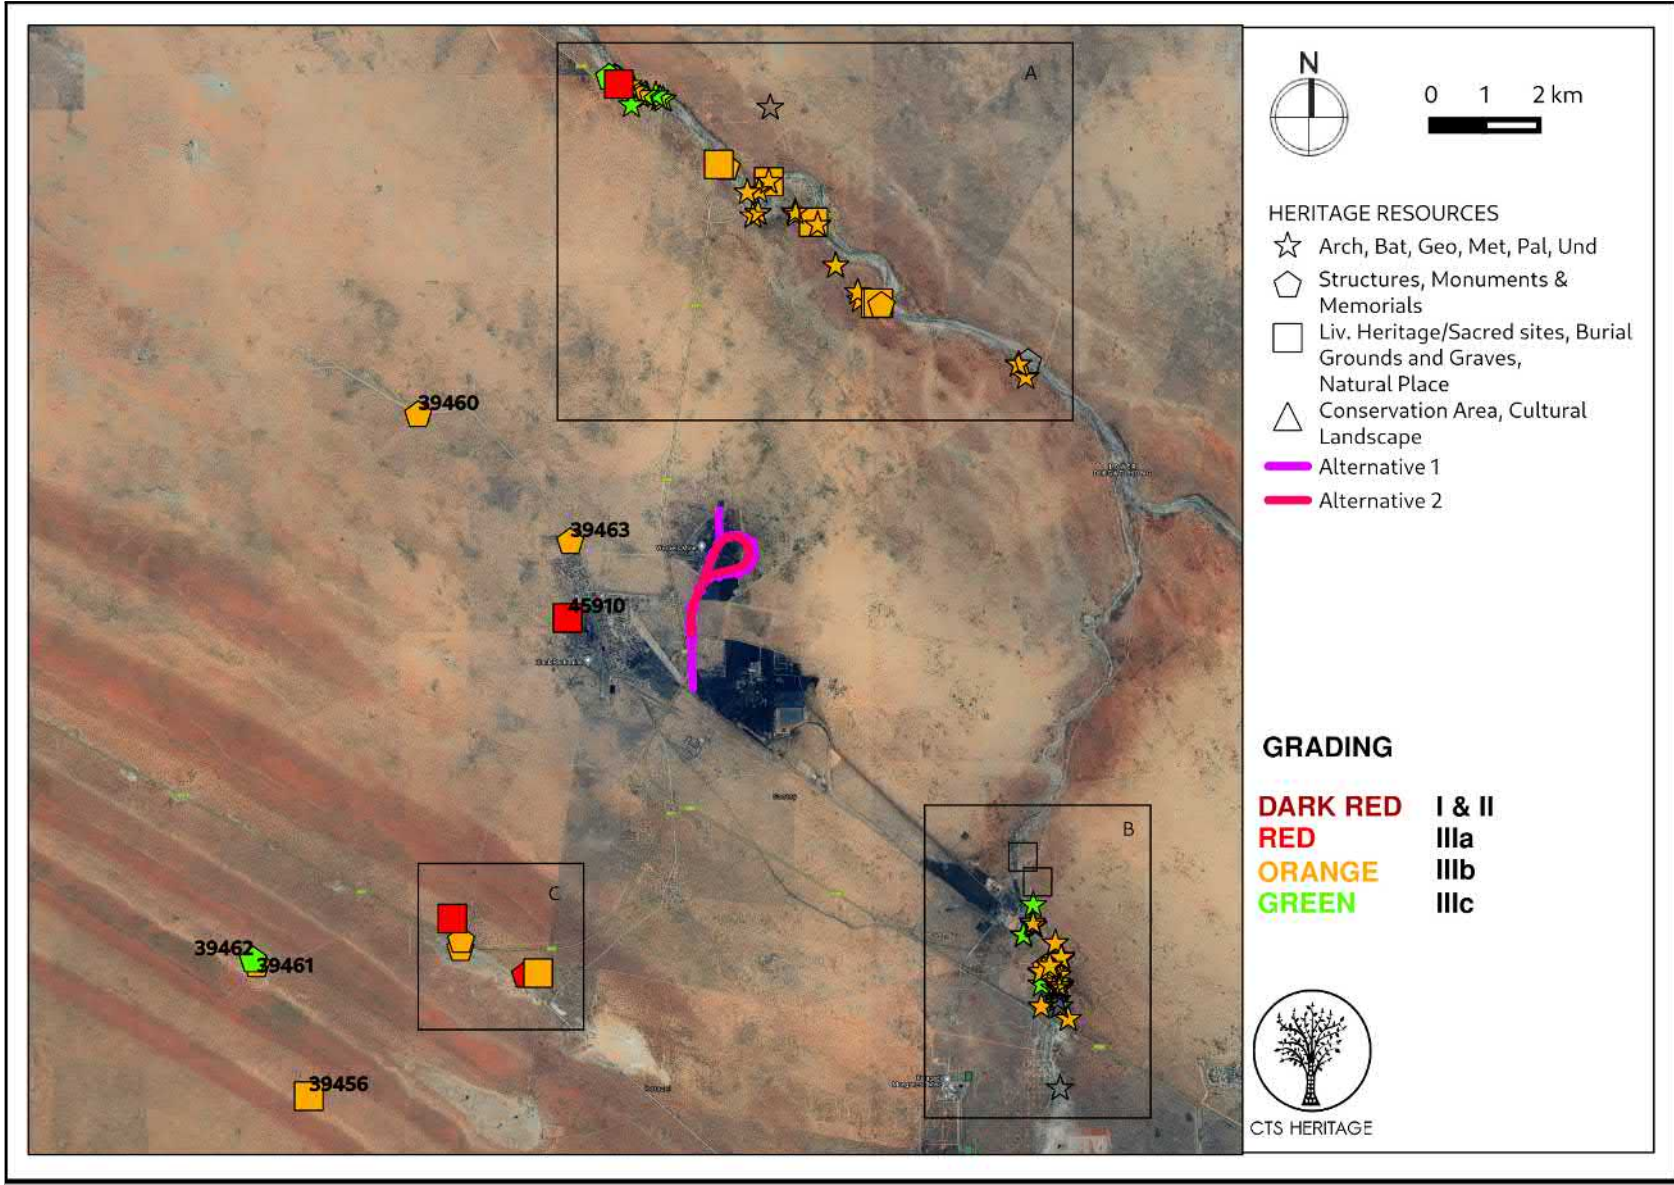 A
N
0 1 2 km
HERITAGE RESOURCES
Arch, Bat, Geo, Met, Pal, Und
Structures, Monuments &
Memorials
Liv. Heritage/Sacred sites, Burial
Grounds and Graves,
Natural Place
Conservation Area, Cultural
Landscape
Alternative 1
Alternative 2
39460
39463
45910
GRADING
DARK RED I & II
RED IIIa
ORANGE IIIb
GREEN IIIc
B
C
39462
39461
39456
CTS HERITAGE